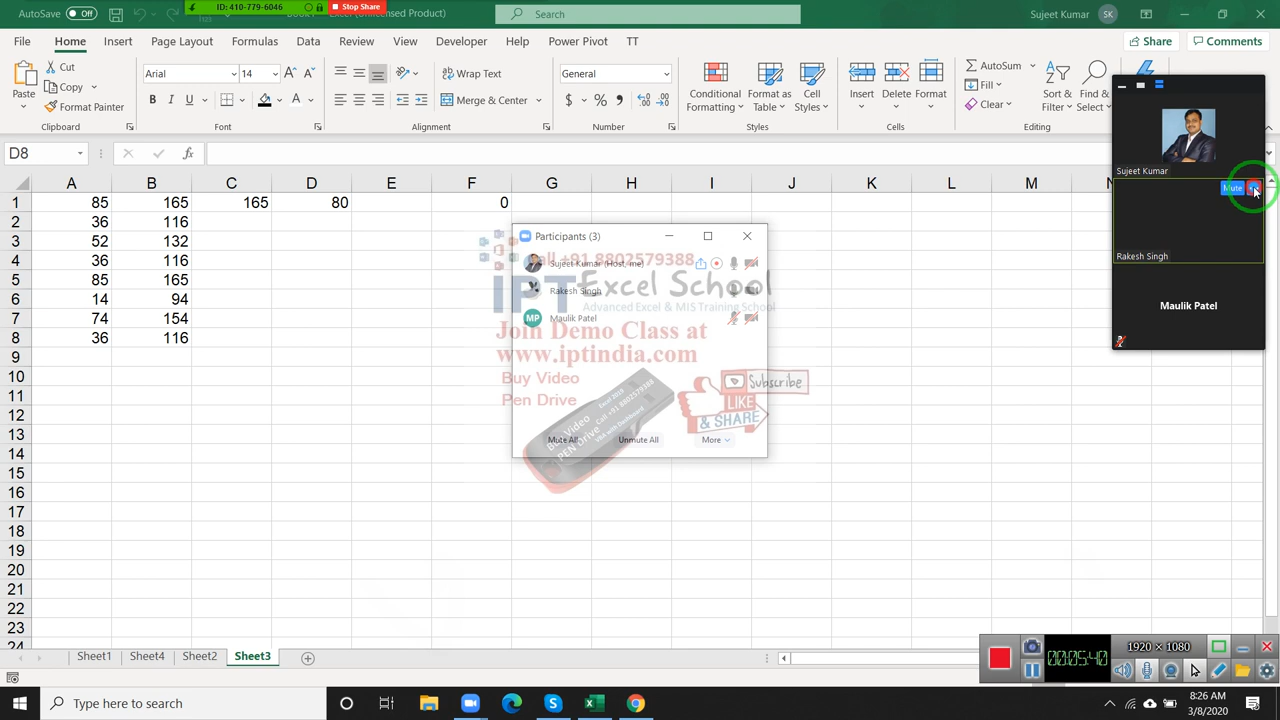 AutoSave Off
ID: 410-779-6046
Stop Share
Search
Sujeet Kumar
SK
File Home Insert Page Layout Formulas Data Review View Developer Help Power Pivot TT
Share
Comments
Paste
Cut
Copy
Format Painter
Clipboard
Arial
14
B I U
Font
Wrap Text
Merge & Center
Alignment
General
Number
Conditional
Formatting
Format as
Table
Cell
Styles
Styles
Insert
Delete
Format
Cells
AutoSum
Fill
Clear
Sort &
Filter
Find &
Select
Editing
D8
fx
A B C D E F G H I J K L M
1 85 165 165 80 0
2 36 116
3 52 132
4 36 116
5 85 165
6 14 94
7 74 154
8 36 116
9
10
11
12
13
14
15
16
17
18
19
20
21
22
23
24
Participants (3)
Sujeet Kumar (Host, me)
Rakesh Singh
MP Maulik Patel
Mute All
Unmute All
More
Call +91 8802579388
IPT Excel School
Advanced Excel & MIS Training School
Join Demo Class at
www.iptindia.com
Buy Video
Pen Drive
Subscribe
LIKE
& SHARE
Sujeet Kumar
Mute
Rakesh Singh
Maulik Patel
Sheet1 Sheet4 Sheet2 Sheet3
00:05:40
1920 × 1080
Type here to search
8:26 AM
3/8/2020